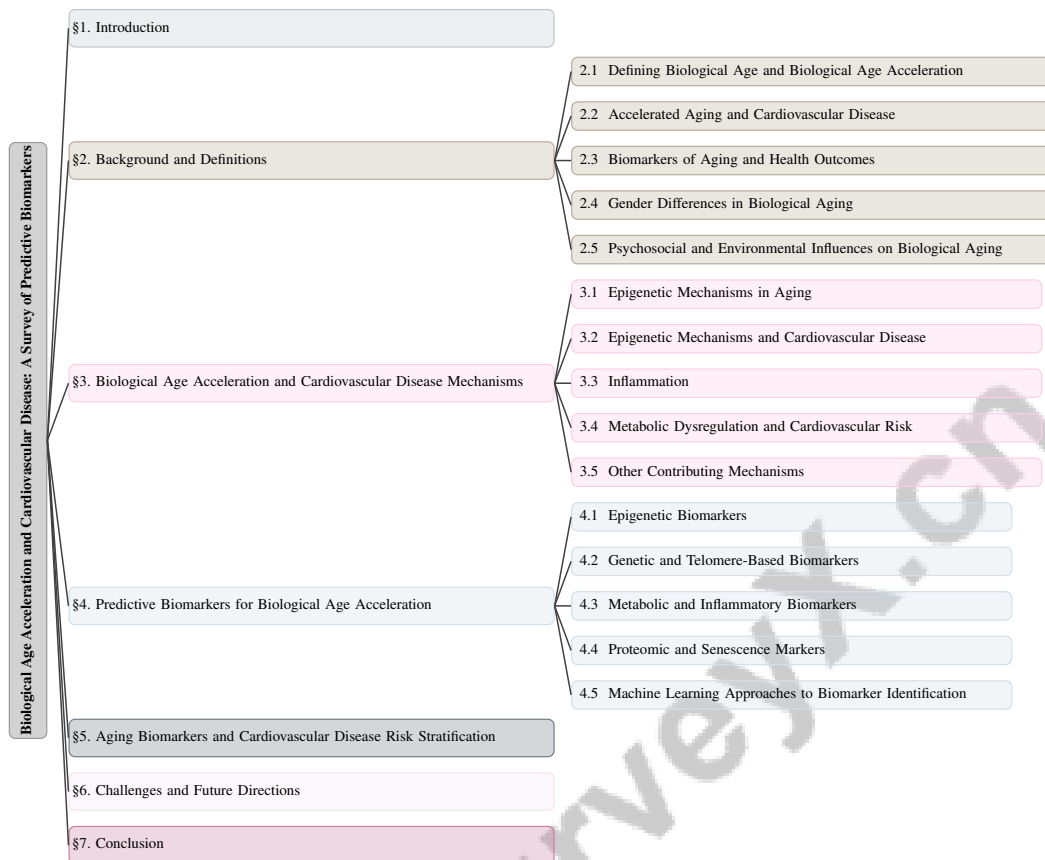 Biological Age Acceleration and Cardiovascular Disease: A Survey of Predictive Biomarkers
§1. Introduction
§2. Background and Definitions
2.1 Defining Biological Age and Biological Age Acceleration
2.2 Accelerated Aging and Cardiovascular Disease
2.3 Biomarkers of Aging and Health Outcomes
2.4 Gender Differences in Biological Aging
2.5 Psychosocial and Environmental Influences on Biological Aging
§3. Biological Age Acceleration and Cardiovascular Disease Mechanisms
3.1 Epigenetic Mechanisms in Aging
3.2 Epigenetic Mechanisms and Cardiovascular Disease
3.3 Inflammation
3.4 Metabolic Dysregulation and Cardiovascular Risk
3.5 Other Contributing Mechanisms
§4. Predictive Biomarkers for Biological Age Acceleration
4.1 Epigenetic Biomarkers
4.2 Genetic and Telomere-Based Biomarkers
4.3 Metabolic and Inflammatory Biomarkers
4.4 Proteomic and Senescence Markers
4.5 Machine Learning Approaches to Biomarker Identification
§5. Aging Biomarkers and Cardiovascular Disease Risk Stratification
§6. Challenges and Future Directions
§7. Conclusion
rveyx.cn